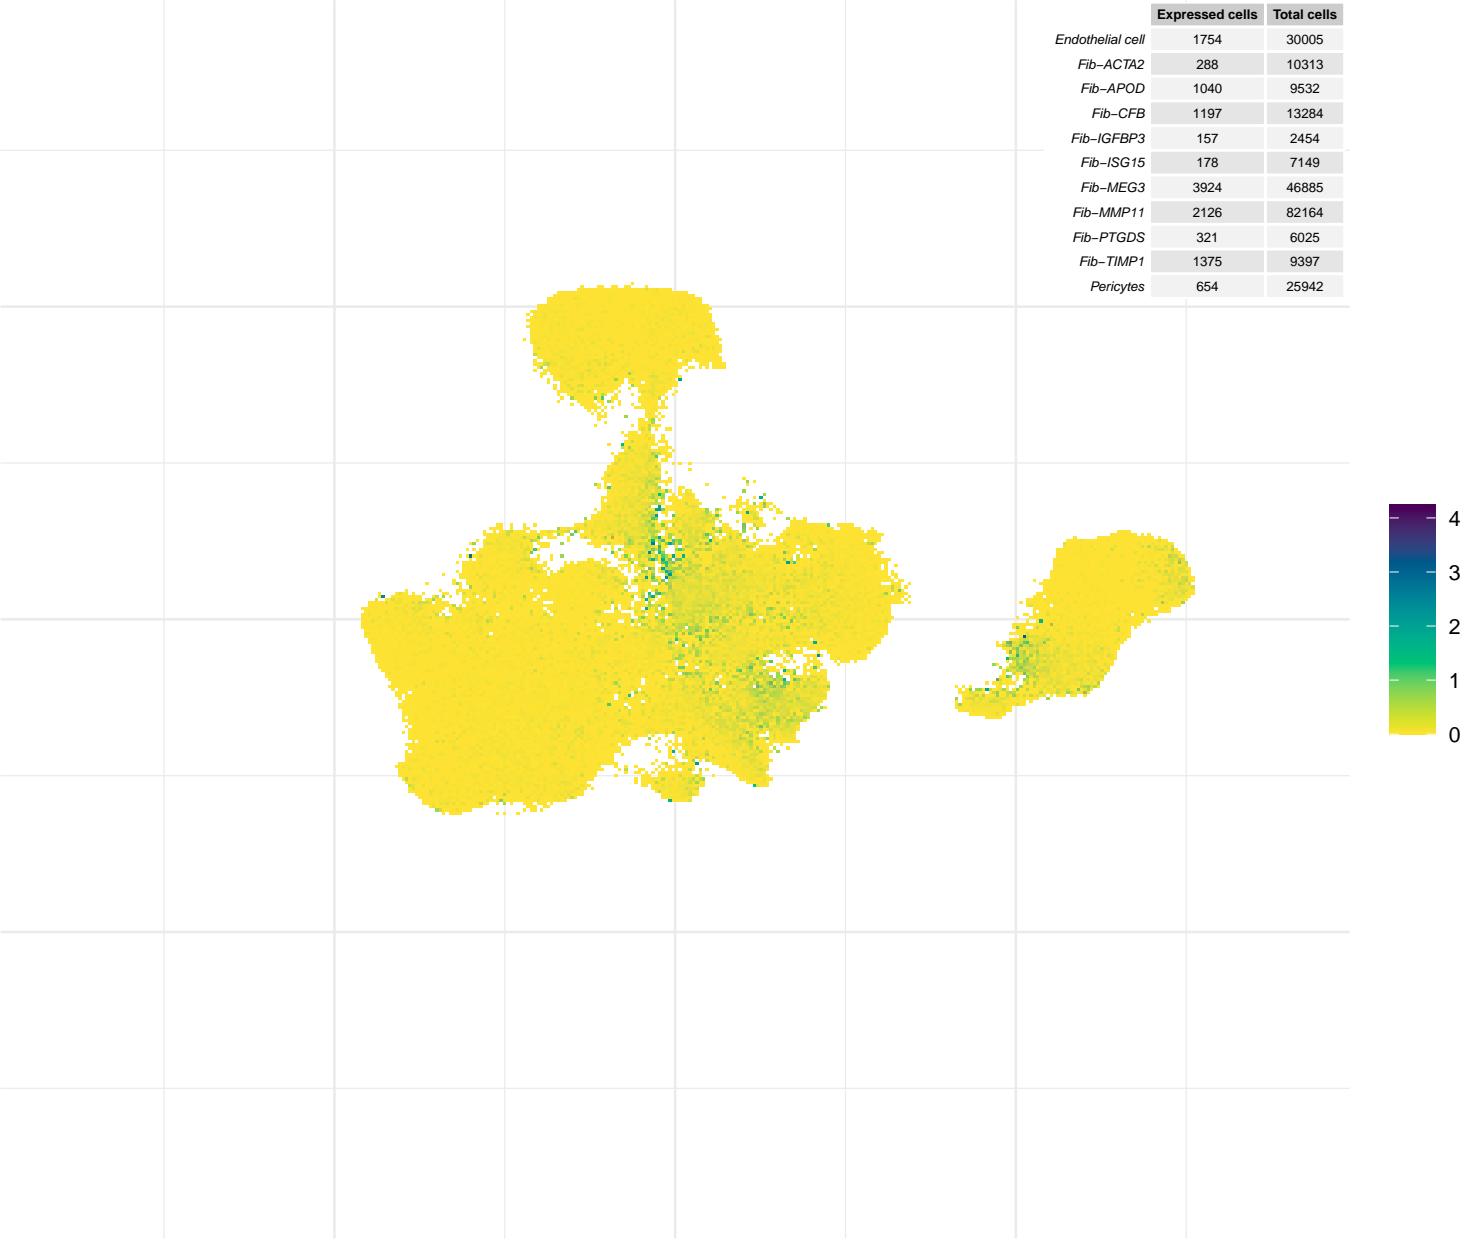 Expressed cells Total cells
Endothelial cell 1754 30005
Fib−ACTA2 288 10313
Fib−APOD 1040 9532
Fib−CFB 1197 13284
Fib−IGFBP3 157 2454
Fib−ISG15 178 7149
Fib−MEG3 3924 46885
Fib−MMP11 2126 82164
Fib−PTGDS 321 6025
Fib−TIMP1 1375 9397
Pericytes 654 25942
4
3
2
1
0